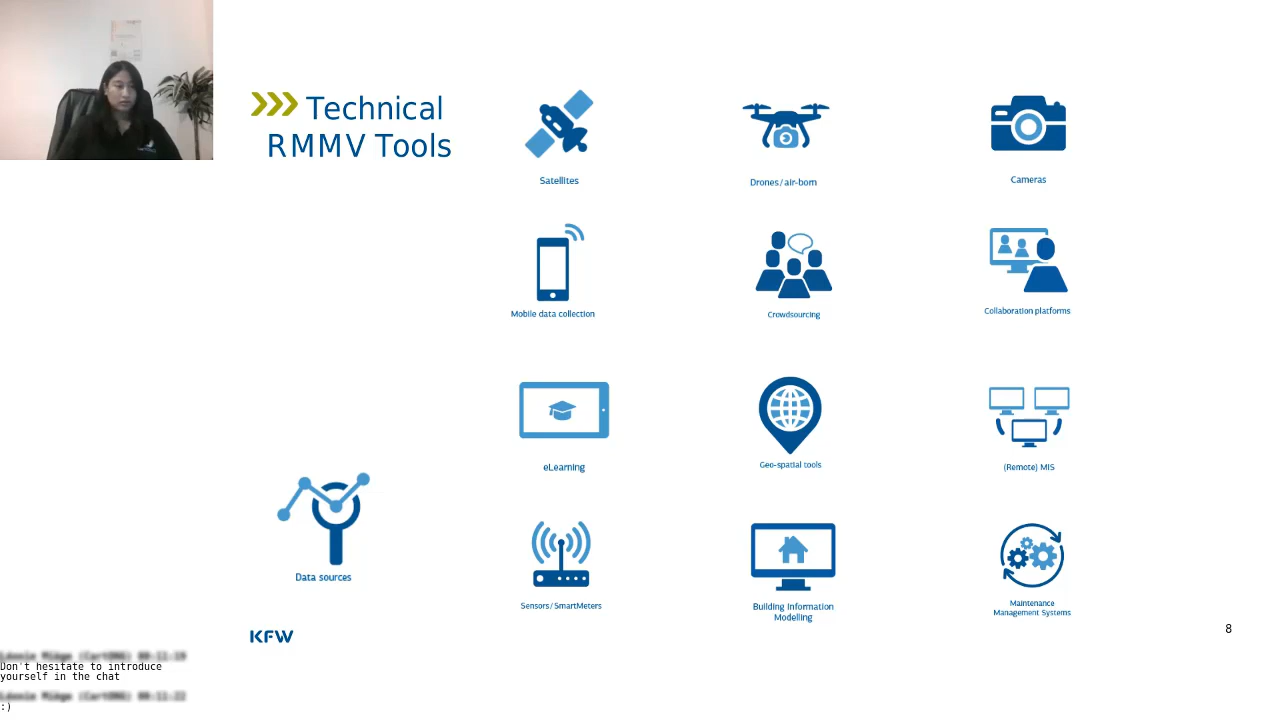 Technical
RMMV Tools
Satellites
Drones/air-born
Cameras
Mobile data collection
Crowdsourcing
Collaboration platforms
eLearning
Geo-spatial tools
(Remote) MIS
Data sources
Sensors/SmartMeters
Building Information
Modelling
Maintenance
Management Systems
KFW
8
Don't hesitate to introduce
yourself in the chat
:)